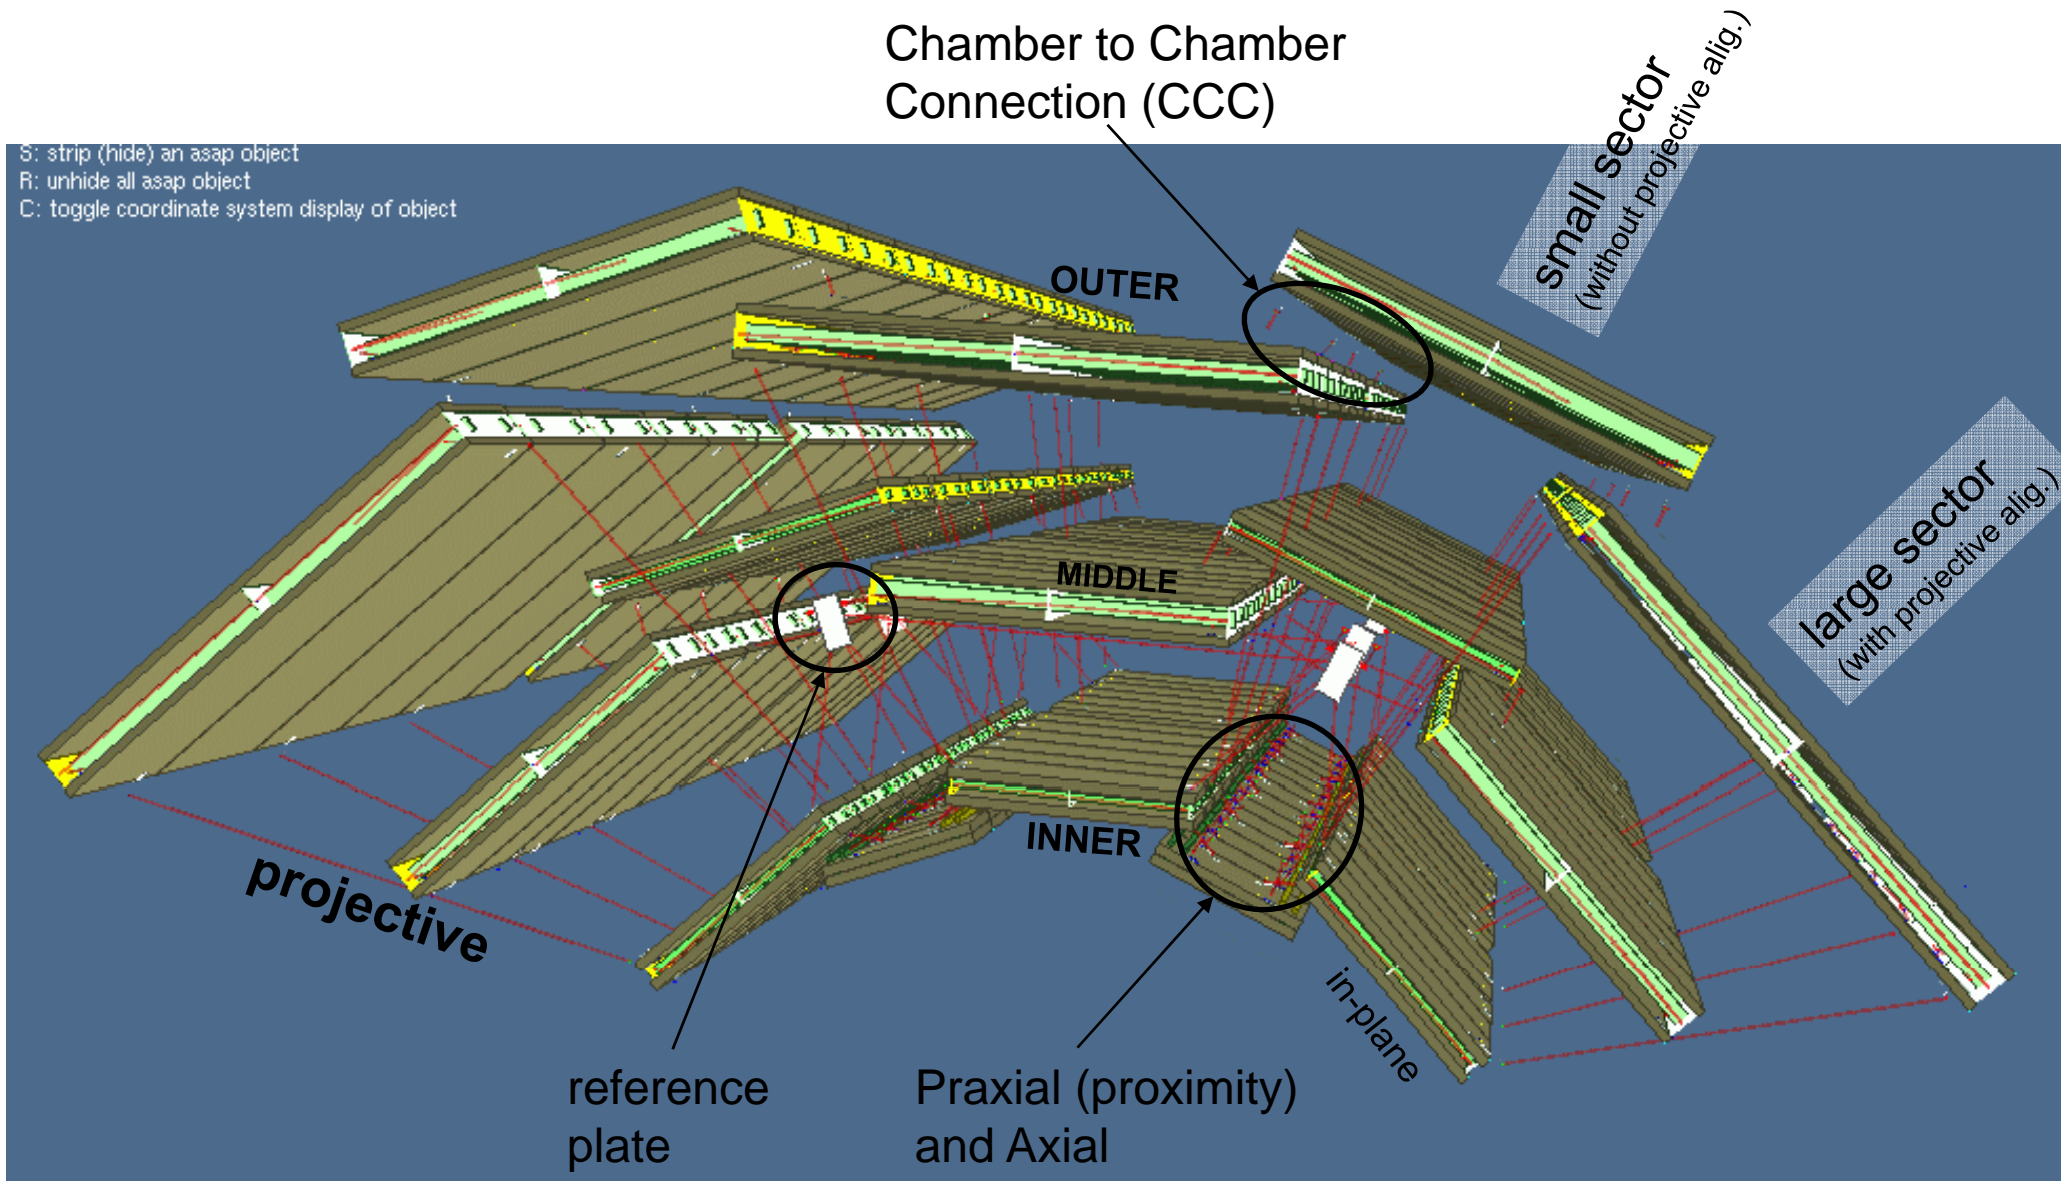 Chamber to Chamber
Connection (CCC)
small sector
(without projective alig.)
S: strip (hide) an asap object
R: unhide all asap object
C: toggle coordinate system display of object
OUTER
large sector
(with projective alig.)
MIDDLE
INNER
projective
in-plane
reference
plate
Praxial (proximity)
and Axial